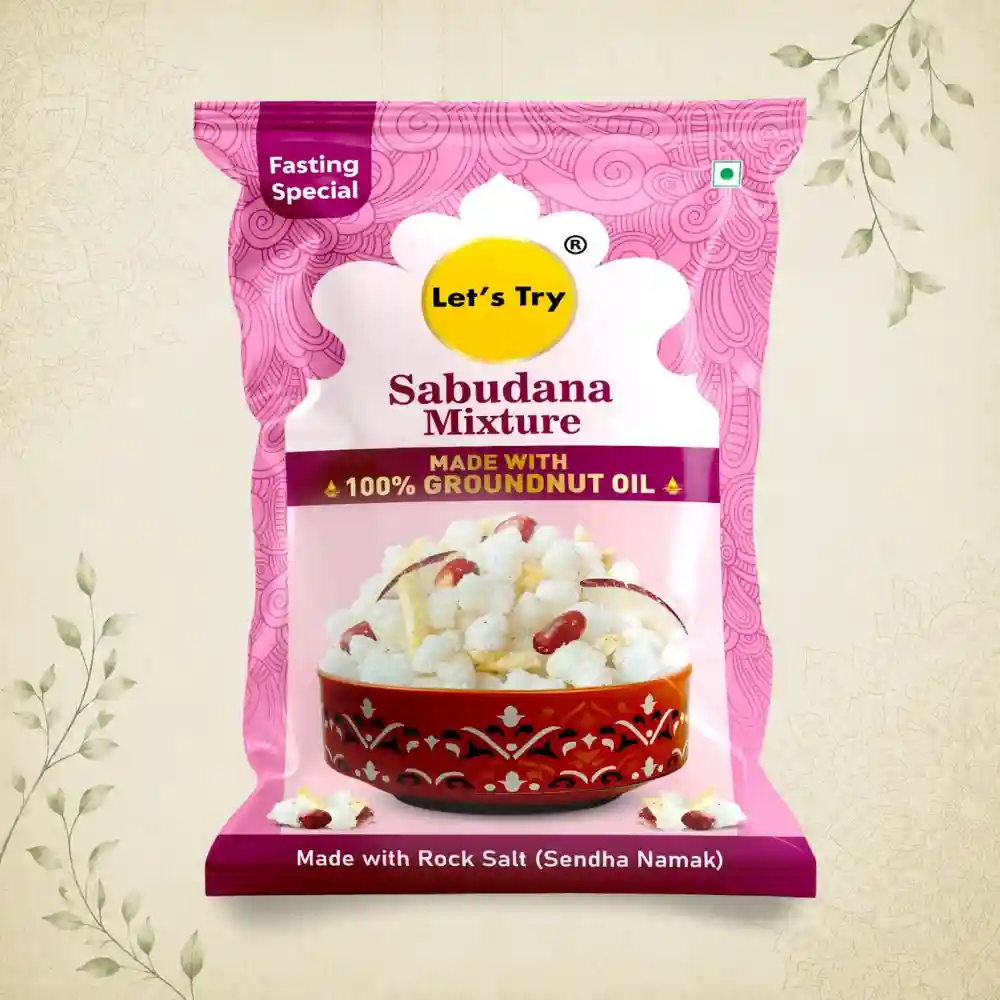 Fasting
Special
Let's Try
®
Sabudana
Mixture
MADE WITH
100% GROUNDNUT OIL
Made with Rock Salt (Sendha Namak)